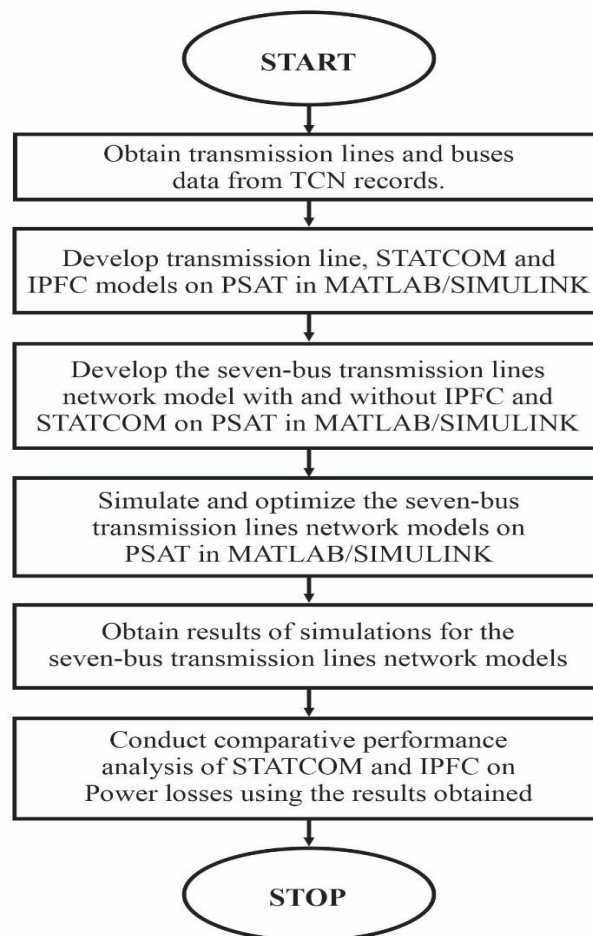 START
Obtain transmission lines and buses
data from TCN records.
Develop transmission line, STATCOM and
IPFC models on PSAT in MATLAB/SIMULINK
Develop the seven-bus transmission lines
network model with and without IPFC and
STATCOM on PSAT in MATLAB/SIMULINK
Simulate and optimize the seven-bus
transmission lines network models on
PSAT in MATLAB/SIMULINK
Obtain results of simulations for the
seven-bus transmission lines network models
Conduct comparative performance
analysis of STATCOM and IPFC on
Power losses using the results obtained
STOP